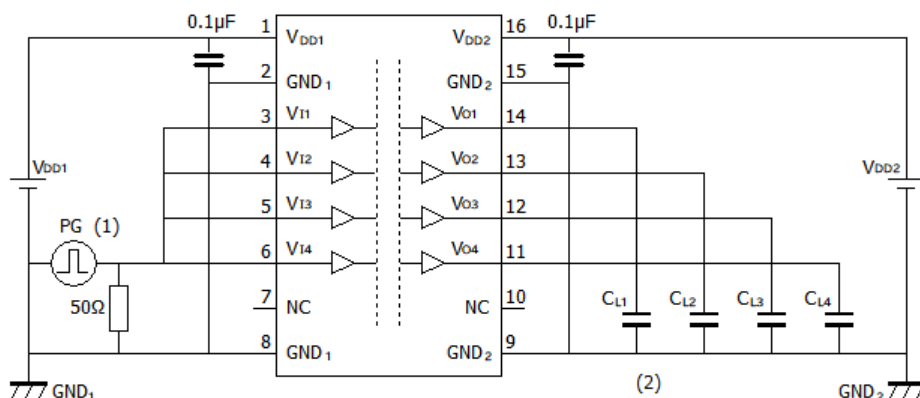 0.1μF 1 16 0.1μF
VDD1 VDD2
2 15
GND1 GND2
3 VI1 VO1 14
4 VI2 VO2 13
VDD1 VDD2
5 VI3 VO3 12
PG (1)
6 VI4 VO4 11
7 10
50Ω NC NC CL1 CL2 CL3 CL4
8 9
GND1 GND2
(2)
GND1 GND2